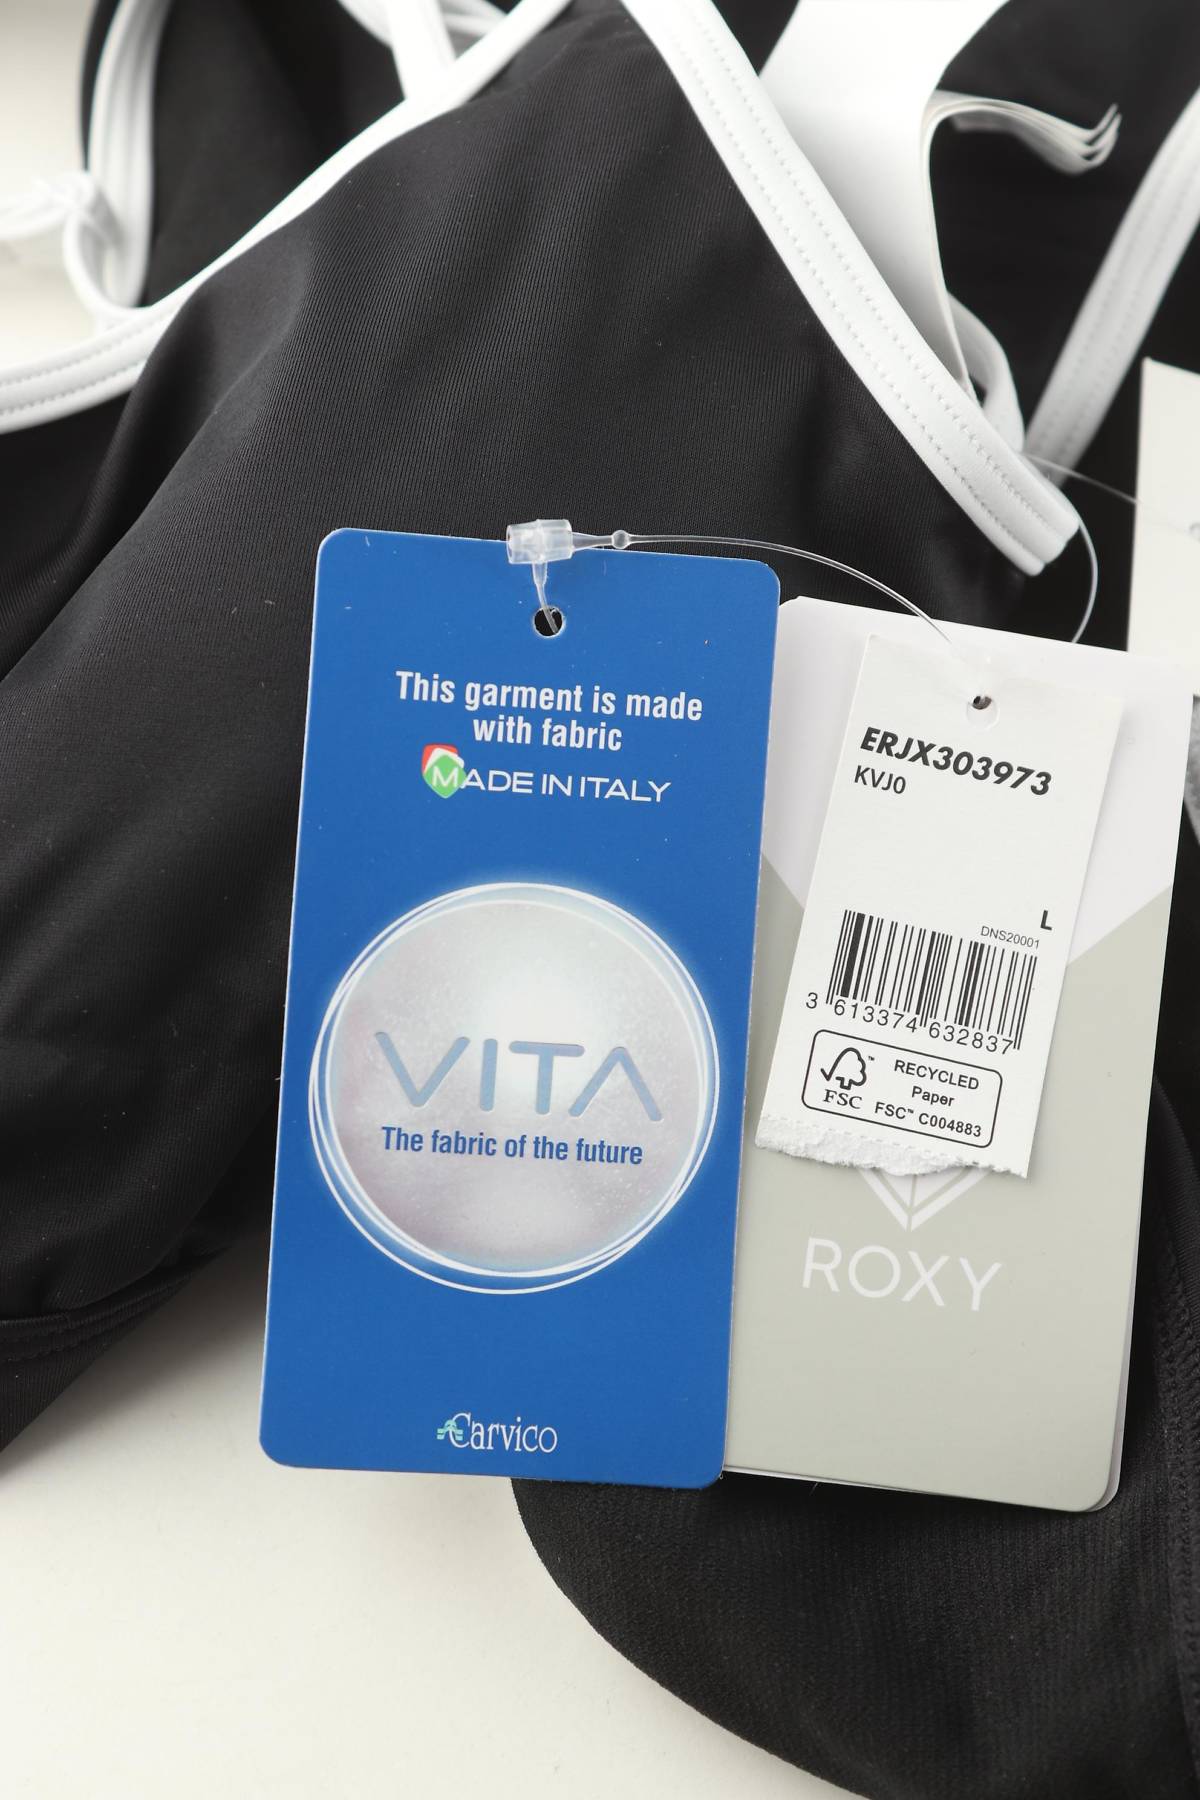 This garment is made
with fabric
MADE IN ITALY
VITA
The fabric of the future
Carvico
ERJX303973
KVJ0
L
DNS20001
3 613374 632837
FSC™
RECYCLED
Paper
FSC™ C004883
ROXY